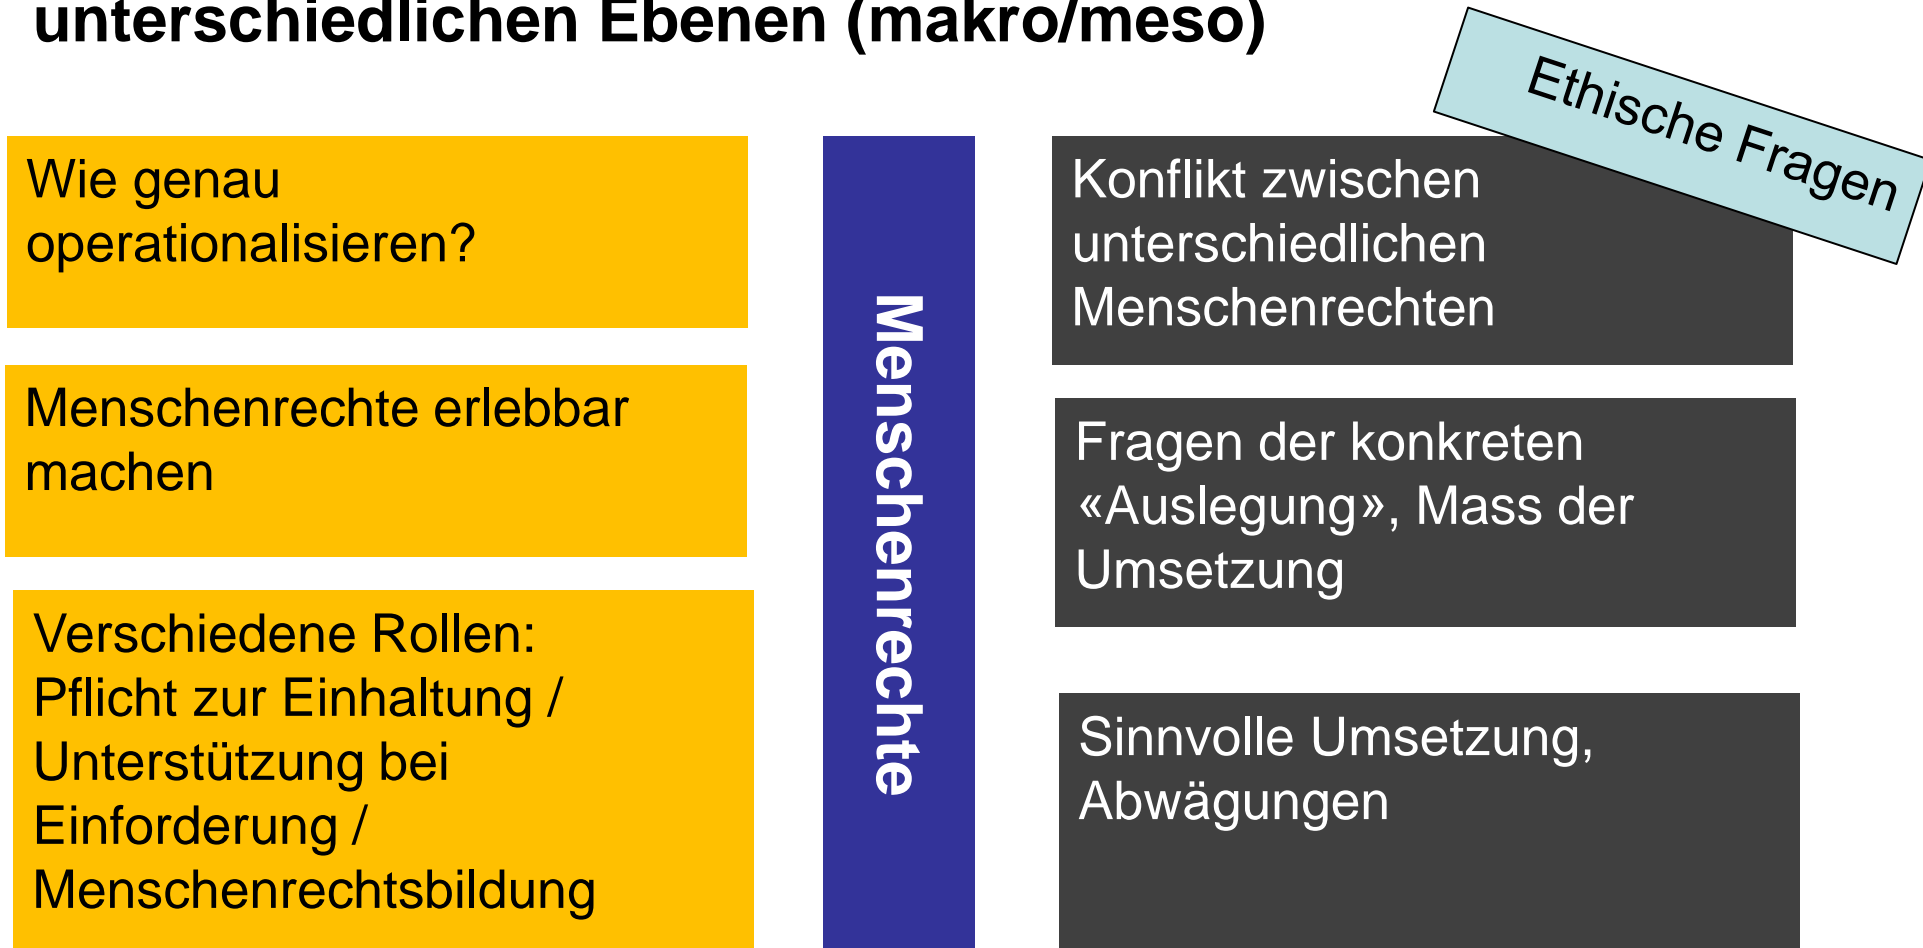 unterschiedlichen Ebenen (makro/meso)
Ethische Fragen
Wie genau
operationalisieren?
Menschenrechte erlebbar
machen
Verschiedene Rollen:
Pflicht zur Einhaltung /
Unterstützung bei
Einforderung /
Menschenrechtsbildung
Menschenrechte
Konflikt zwischen
unterschiedlichen
Menschenrechten
Fragen der konkreten
«Auslegung», Mass der
Umsetzung
Sinnvolle Umsetzung,
Abwägungen